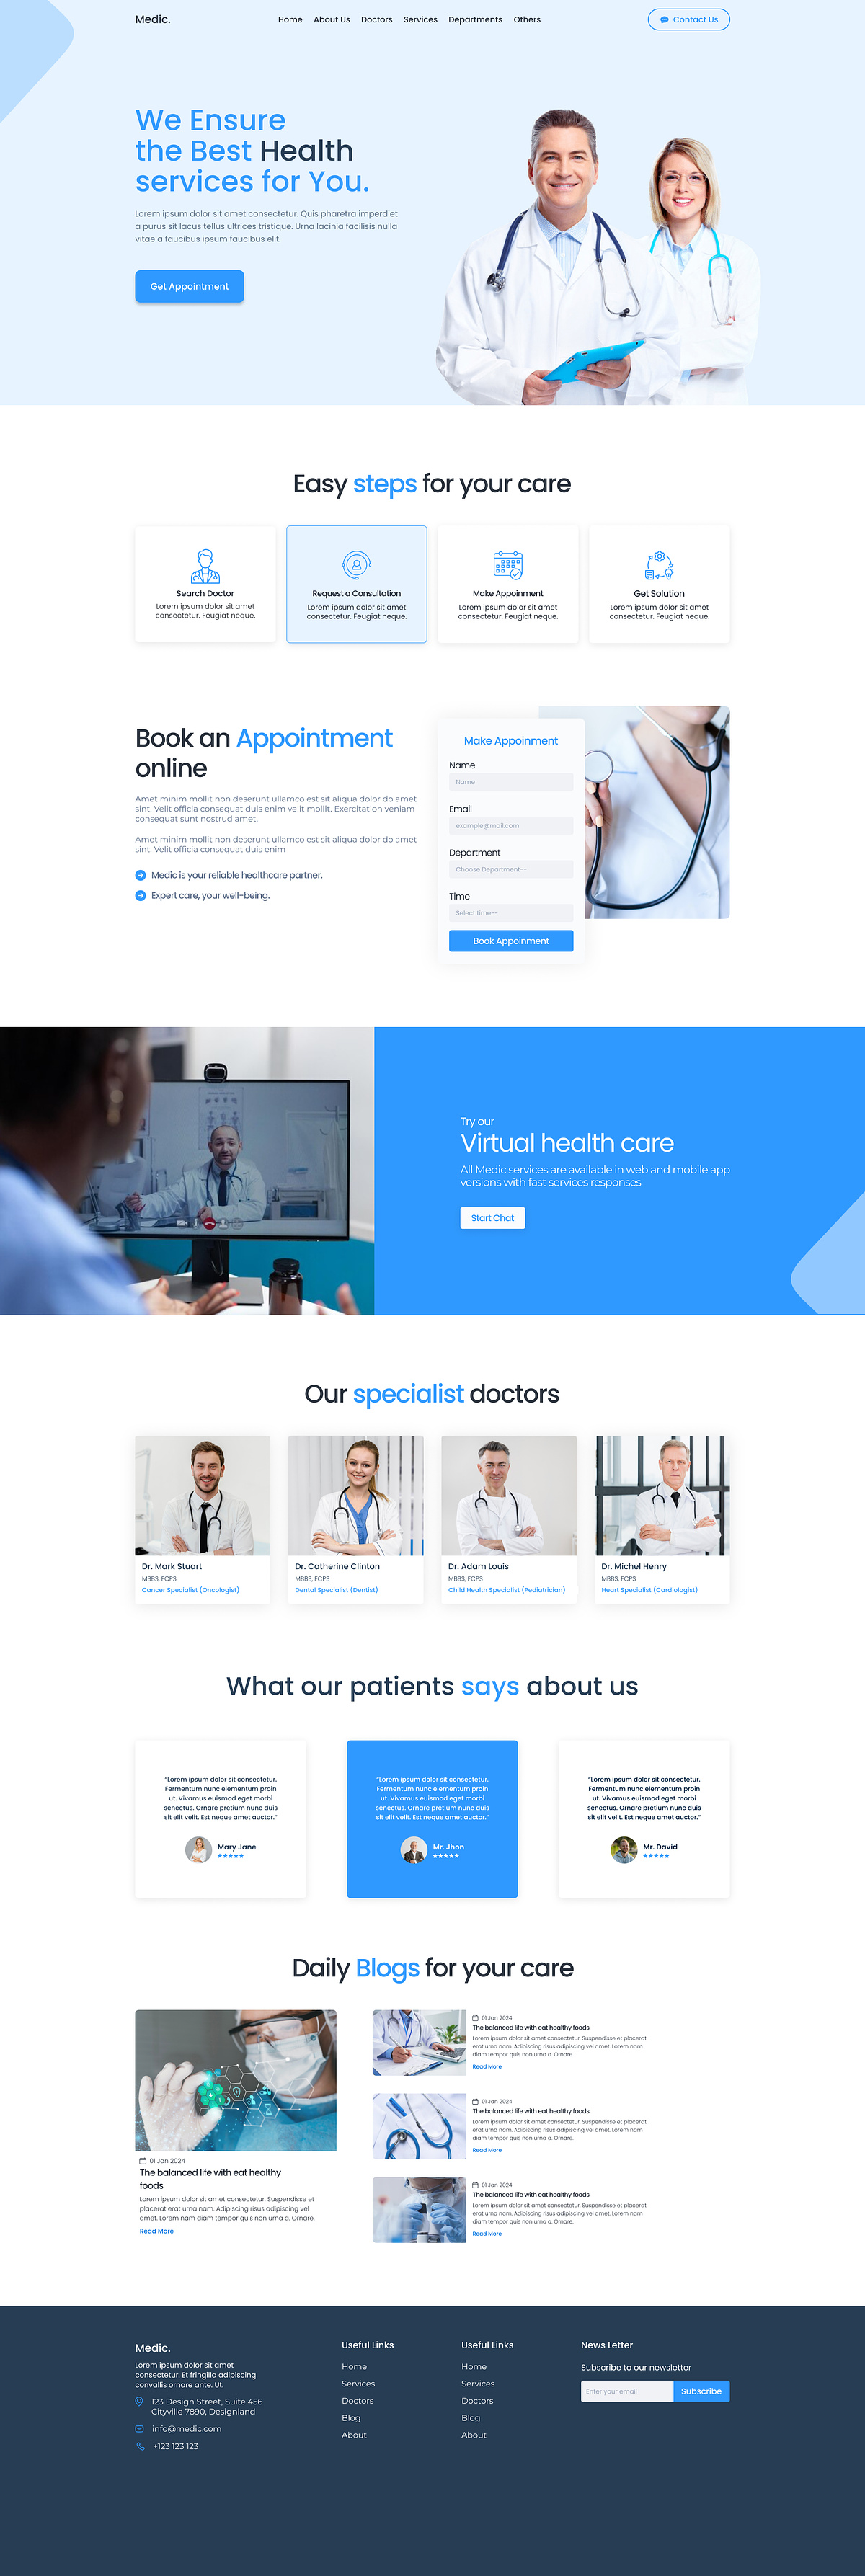 Medic.
Home About Us Doctors Services Departments Others
Contact Us
We Ensure
the Best Health
services for You.
Lorem ipsum dolor sit amet consectetur. Quis pharetra imperdiet
a purus sit lacus tellus ultrices tristique. Urna lacinia facilisis nulla
vitae a faucibus ipsum faucibus elit.
Get Appointment
Easy steps for your care
Search Doctor
Lorem ipsum dolor sit amet
consectetur. Feugiat neque.
Request a Consultation
Lorem ipsum dolor sit amet
consectetur. Feugiat neque.
Make Appoinment
Lorem ipsum dolor sit amet
consectetur. Feugiat neque.
Get Solution
Lorem ipsum dolor sit amet
consectetur. Feugiat neque.
Book an Appointment
online
Amet minim mollit non deserunt ullamco est sit aliqua dolor do amet
sint. Velit officia consequat duis enim velit mollit. Exercitation veniam
consequat sunt nostrud amet.
Amet minim mollit non deserunt ullamco est sit aliqua dolor do amet
sint. Velit officia consequat duis enim
Medic is your reliable healthcare partner.
Expert care, your well-being.
Make Appoinment
Name
Name
Email
example@mail.com
Department
Choose Department--
Time
Select time--
Book Appoinment
Try our
Virtual health care
All Medic services are available in web and mobile app
versions with fast services responses
Start Chat
Our specialist doctors
Dr. Mark Stuart
MBBS, FCPS
Cancer Specialist (Oncologist)
Dr. Catherine Clinton
MBBS, FCPS
Dental Specialist (Dentist)
Dr. Adam Louis
MBBS, FCPS
Child Health Specialist (Pediatrician)
Dr. Michel Henry
MBBS, FCPS
Heart Specialist (Cardiologist)
What our patients says about us
"Lorem ipsum dolor sit consectetur.
Fermentum nunc elementum proin
ut. Vivamus euismod eget morbi
senectus. Ornare pretium nunc duis
sit elit velit. Est neque amet auctor."
Mary Jane
"Lorem ipsum dolor sit consectetur.
Fermentum nunc elementum proin
ut. Vivamus euismod eget morbi
senectus. Ornare pretium nunc duis
sit elit velit. Est neque amet auctor."
Mr. Jhon
"Lorem ipsum dolor sit consectetur.
Fermentum nunc elementum proin
ut. Vivamus euismod eget morbi
senectus. Ornare pretium nunc duis
sit elit velit. Est neque amet auctor."
Mr. David
Daily Blogs for your care
01 Jan 2024
The balanced life with eat healthy
foods
Lorem ipsum dolor sit amet consectetur. Suspendisse et
placerat erat urna nam. Adipiscing risus adipiscing vel
amet. Lorem nam diam tempor quis non urna a. Ornare.
Read More
01 Jan 2024
The balanced life with eat healthy foods
Lorem ipsum dolor sit amet consectetur. Suspendisse et placerat
erat urna nam. Adipiscing risus adipiscing vel amet. Lorem nam
diam tempor quis non urna a. Ornare.
Read More
01 Jan 2024
The balanced life with eat healthy foods
Lorem ipsum dolor sit amet consectetur. Suspendisse et placerat
erat urna nam. Adipiscing risus adipiscing vel amet. Lorem nam
diam tempor quis non urna a. Ornare.
Read More
01 Jan 2024
The balanced life with eat healthy foods
Lorem ipsum dolor sit amet consectetur. Suspendisse et placerat
erat urna nam. Adipiscing risus adipiscing vel amet. Lorem nam
diam tempor quis non urna a. Ornare.
Read More
Medic.
Lorem ipsum dolor sit amet
consectetur. Et fringilla adipiscing
convallis ornare ante. Ut.
123 Design Street, Suite 456
Cityville 7890, Designland
info@medic.com
+123 123 123
Useful Links
Home
Services
Doctors
Blog
About
Useful Links
Home
Services
Doctors
Blog
About
News Letter
Subscribe to our newsletter
Enter your email
Subscribe